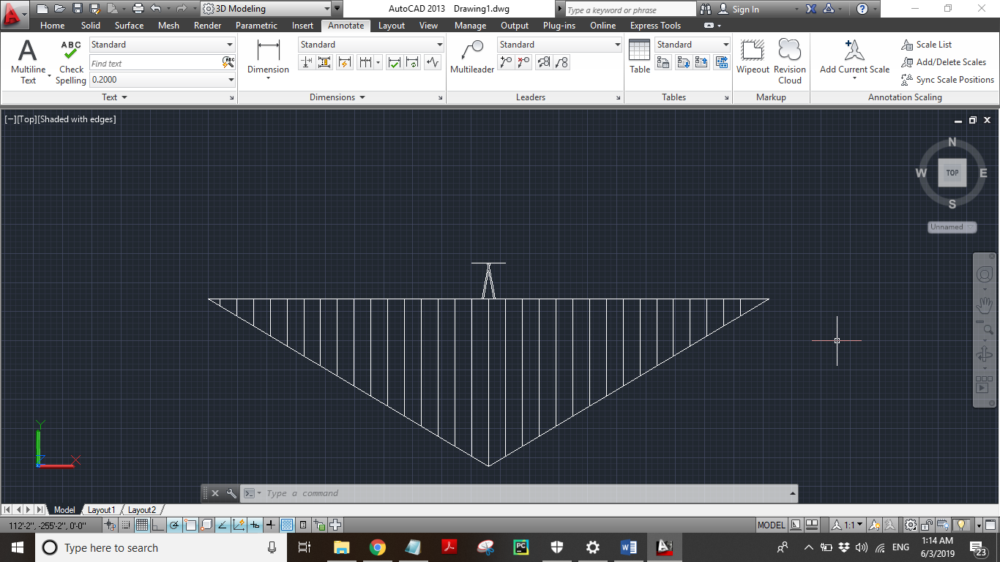 3D Modeling
AutoCAD 2013 Drawing1.dwg
Type a keyword or phrase
Sign In
Home Solid Surface Mesh Render Parametric Insert Annotate Layout View Manage Output Plug-ins Online Express Tools
A
Multiline Text
ABC
Check Spelling
Standard
Find text
ABC
0.2000
Text
Dimension
Standard
Dimensions
Multileader
Standard
Leaders
Table
Standard
Tables
Wipeout
Revision Cloud
Markup
Add Current Scale
Scale List
Add/Delete Scales
Sync Scale Positions
Annotation Scaling
[−][Top][Shaded with edges]
N
W TOP E
S
Unnamed
Y
X
Type a command
Model Layout1 Layout2
112'-2", -255'-2", 0'-0"
MODEL
1:1
Type here to search
PC
W
ENG
1:14 AM
6/3/2019
23